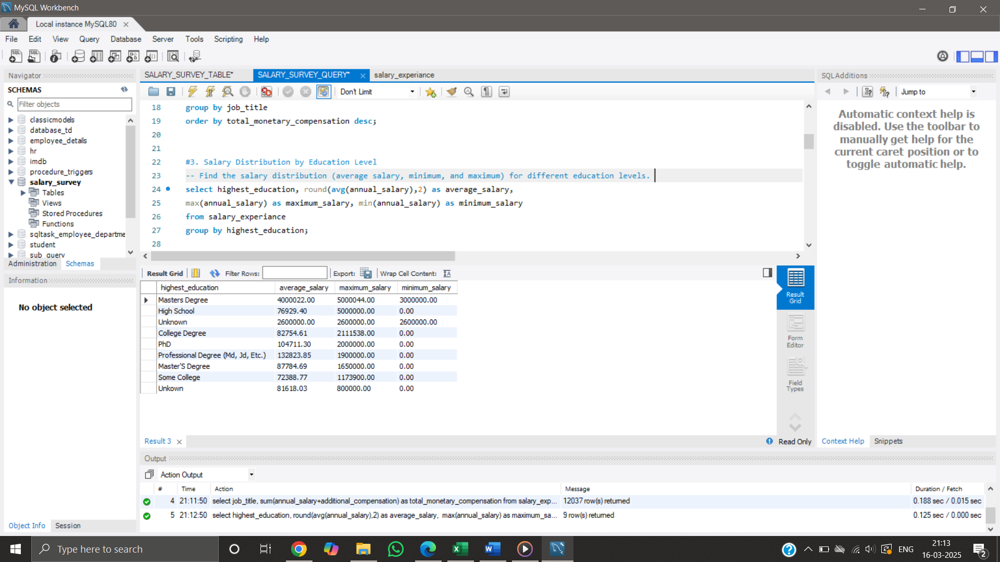 MySQL Workbench
Local instance MySQL80
File Edit View Query Database Server Tools Scripting Help
Navigator
SCHEMAS
Filter objects
classicmodels
database_td
employee_details
hr
imdb
procedure_triggers
salary_survey
Tables
Views
Stored Procedures
Functions
sqltask_employee_departme
student
sub_query
Administration Schemas
Information
No object selected
Object Info Session
SALARY_SURVEY_TABLE* SALARY_SURVEY_QUERY* salary_experiance
Don't Limit
18 group by job_title
19 order by total_monetary_compensation desc;
20
21
22 #3. Salary Distribution by Education Level
23 -- Find the salary distribution (average salary, minimum, and maximum) for different education levels.
24 select highest_education, round(avg(annual_salary),2) as average_salary,
25 max(annual_salary) as maximum_salary, min(annual_salary) as minimum_salary
26 from salary_experiance
27 group by highest_education;
28
Result Grid Filter Rows: Export: Wrap Cell Content:
highest_education average_salary maximum_salary minimum_salary
Masters Degree 4000022.00 5000044.00 3000000.00
High School 76929.40 5000000.00 0.00
Unknown 2600000.00 2600000.00 2600000.00
College Degree 82754.61 2111538.00 0.00
PhD 104711.30 2000000.00 0.00
Professional Degree (Md, Jd, Etc.) 132823.85 1900000.00 0.00
Master'S Degree 87784.69 1650000.00 0.00
Some College 72388.77 1173900.00 0.00
Unkown 81618.03 800000.00 0.00
Result Grid
Form Editor
Field Types
Result 3 Read Only
SQLAdditions
Jump to
Automatic context help is
disabled. Use the toolbar to
manually get help for the
current caret position or to
toggle automatic help.
Context Help Snippets
Output
Action Output
# Time Action Message Duration / Fetch
4 21:11:50 select job_title, sum(annual_salary+additional_compensation) as total_monetary_compensation from salary_exp... 12037 row(s) returned 0.188 sec / 0.015 sec
5 21:12:50 select highest_education, round(avg(annual_salary),2) as average_salary, max(annual_salary) as maximum_sa... 9 row(s) returned 0.125 sec / 0.000 sec
Type here to search
ENG
21:13
16-03-2025
2